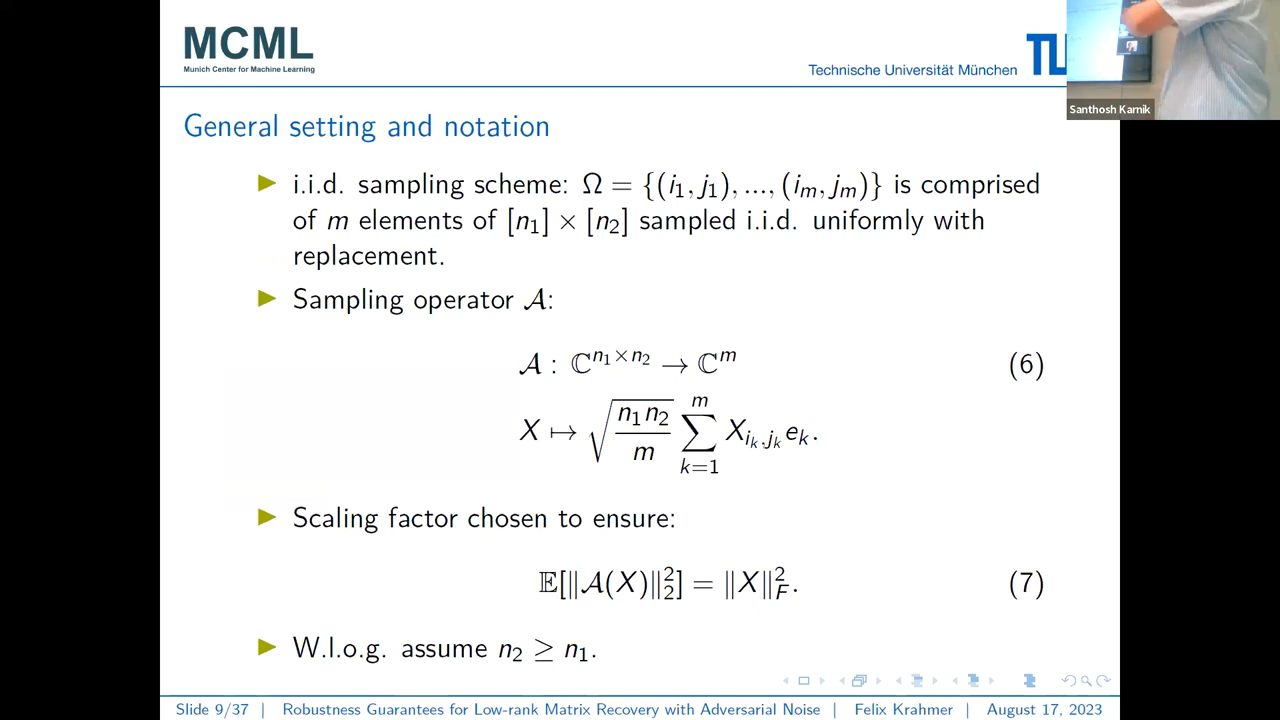 MCML
Munich Center for Machine Learning
Technische Universität München
Santhosh Karnik
General setting and notation
i.i.d. sampling scheme: Ω = {(i₁, j₁), ..., (iₘ, jₘ)} is comprised
of m elements of [n₁] × [n₂] sampled i.i.d. uniformly with
replacement.
Sampling operator 𝒜:
𝒜 : ℂ^{n₁×n₂} → ℂ^m (6)
X ↦ √(n₁n₂/m) ∑_{k=1}^{m} X_{i_k,j_k} e_k.
Scaling factor chosen to ensure:
𝔼[‖𝒜(X)‖₂²] = ‖X‖_F². (7)
W.l.o.g. assume n₂ ≥ n₁.
Slide 9/37 | Robustness Guarantees for Low-rank Matrix Recovery with Adversarial Noise | Felix Krahmer | August 17, 2023